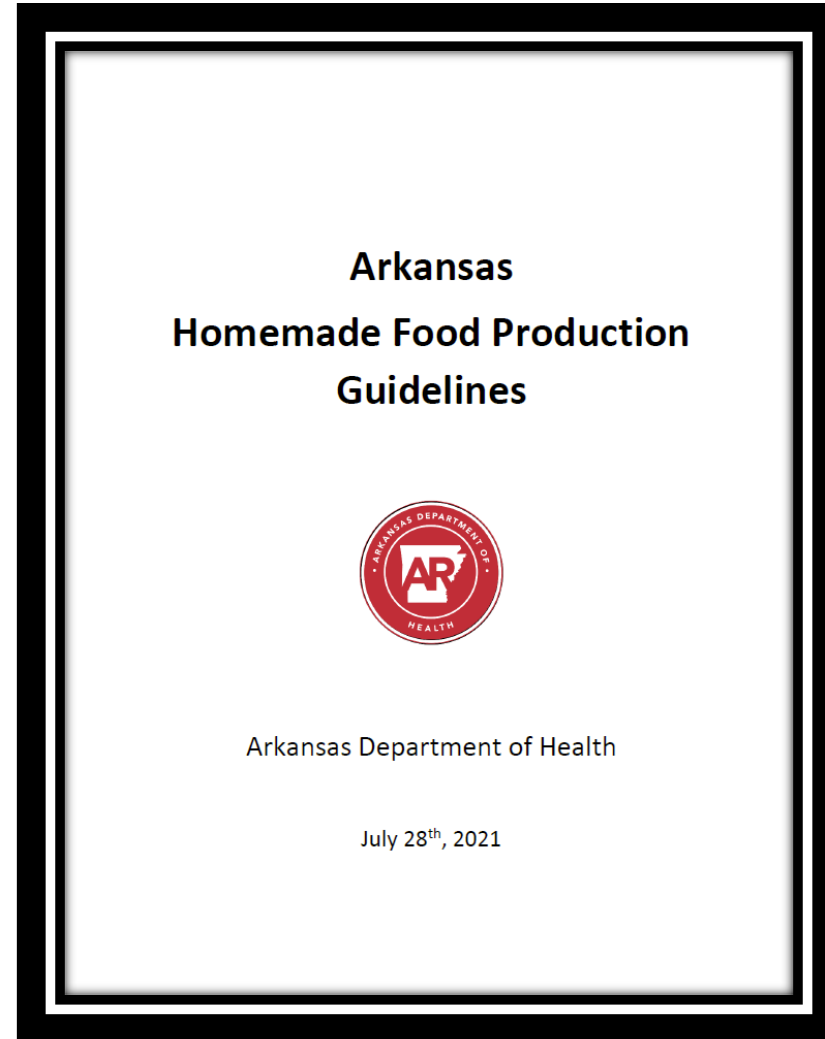 Arkansas
Homemade Food Production
Guidelines
• ARKANSAS DEPARTMENT OF •
AR
HEALTH
Arkansas Department of Health
July 28th, 2021